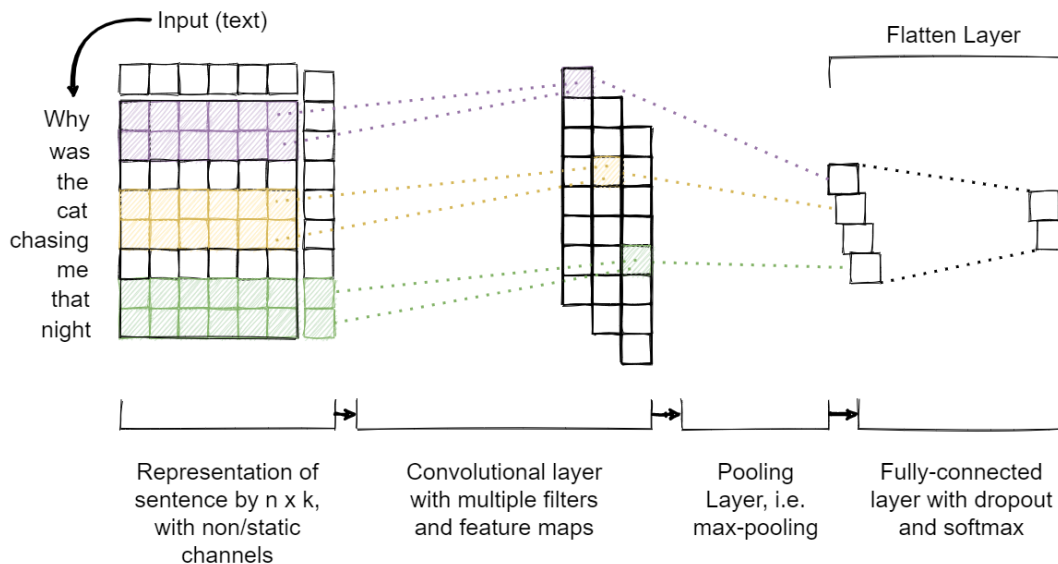 Input (text)
Flatten Layer
Why
was
the
cat
chasing
me
that
night
Representation of
sentence by n x k,
with non/static
channels
Convolutional layer
with multiple filters
and feature maps
Pooling
Layer, i.e.
max-pooling
Fully-connected
layer with dropout
and softmax